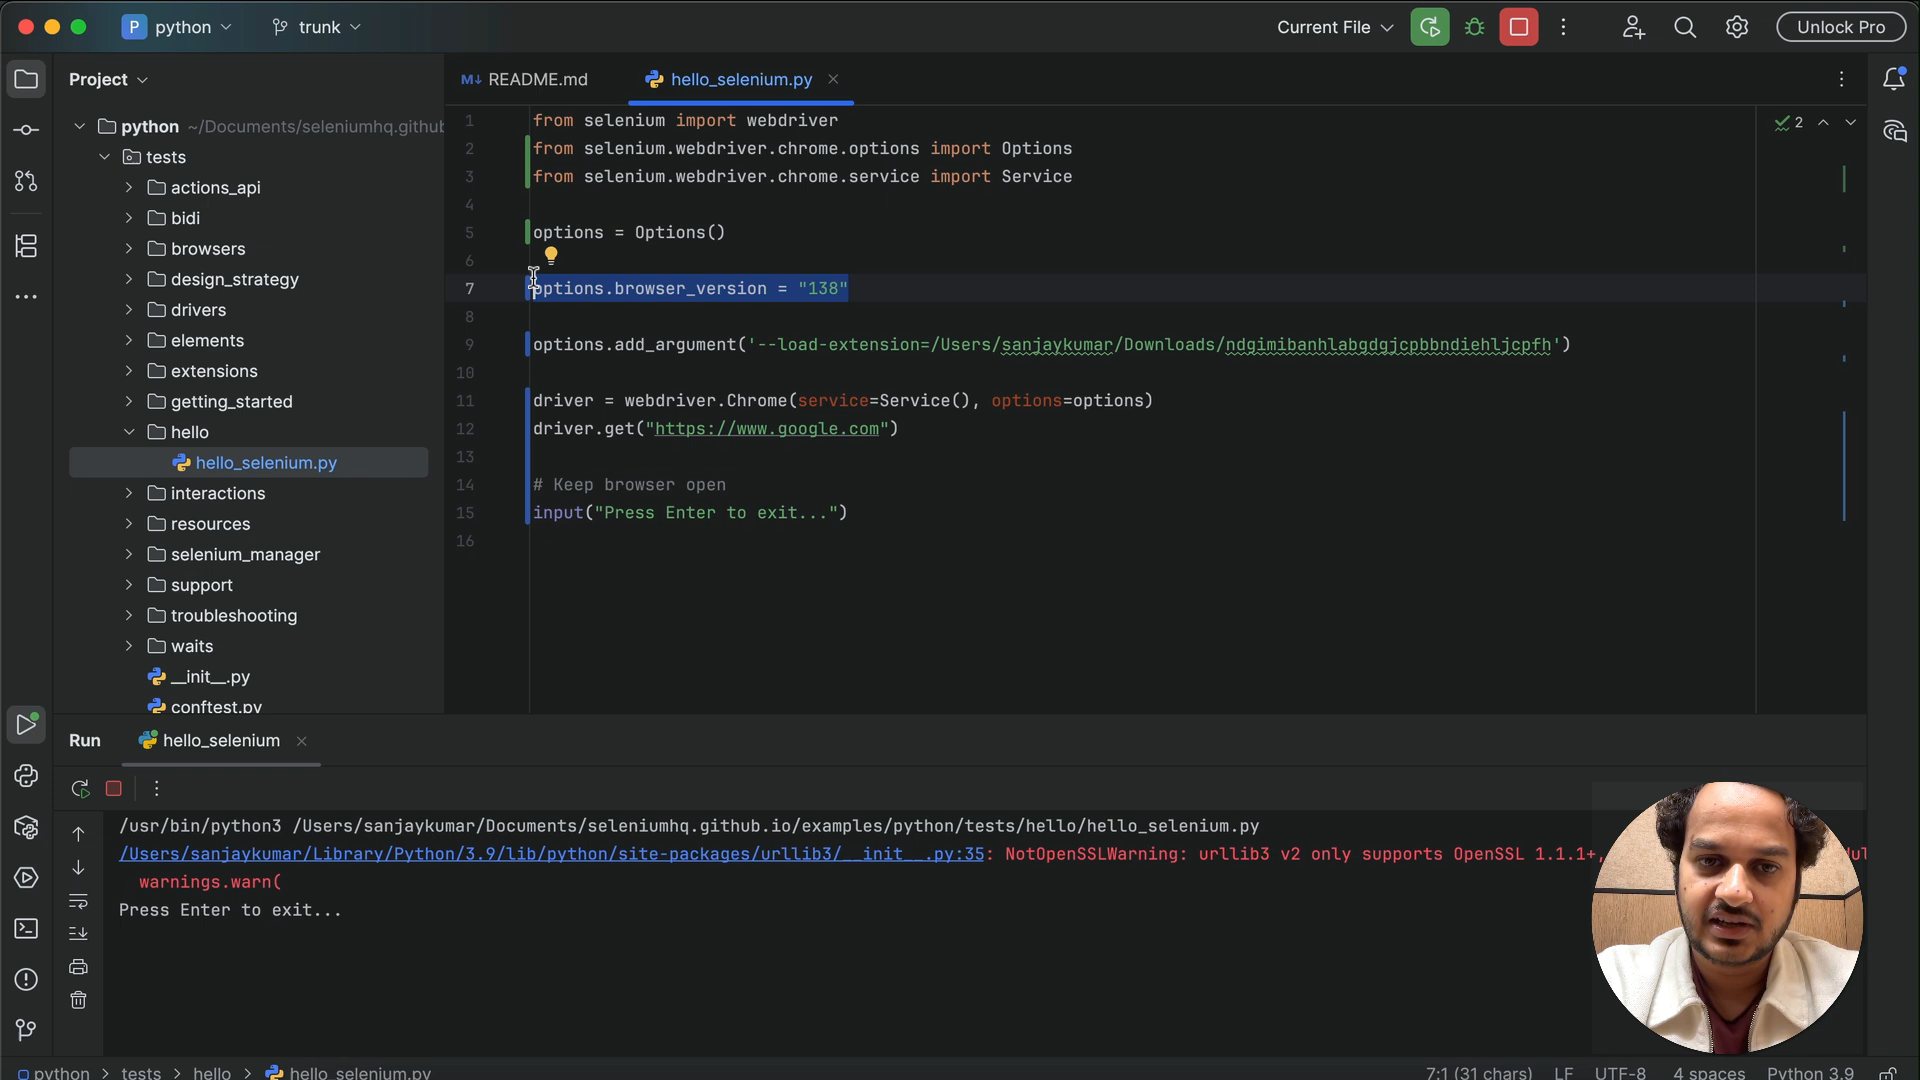 P python trunk Current File Unlock Pro
Project
README.md hello_selenium.py
python ~/Documents/seleniumhq.github
tests
actions_api
bidi
browsers
design_strategy
drivers
elements
extensions
getting_started
hello
hello_selenium.py
interactions
resources
selenium_manager
support
troubleshooting
waits
__init__.py
conftest.py
2
1 from selenium import webdriver
2 from selenium.webdriver.chrome.options import Options
3 from selenium.webdriver.chrome.service import Service
4
5 options = Options()
6
7 options.browser_version = "138"
8
9 options.add_argument('--load-extension=/Users/sanjaykumar/Downloads/ndgimibanhlabgdgjcpbbndiehljcpfh')
10
11 driver = webdriver.Chrome(service=Service(), options=options)
12 driver.get("https://www.google.com")
13
14 # Keep browser open
15 input("Press Enter to exit...")
16
Run hello_selenium
/usr/bin/python3 /Users/sanjaykumar/Documents/seleniumhq.github.io/examples/python/tests/hello/hello_selenium.py
/Users/sanjaykumar/Library/Python/3.9/lib/python/site-packages/urllib3/__init__.py:35: NotOpenSSLWarning: urllib3 v2 only supports OpenSSL 1.1.1+,
warnings.warn(
Press Enter to exit...
python > tests > hello > hello_selenium.py 7:1 (31 chars) LF UTF-8 4 spaces Python 3.9